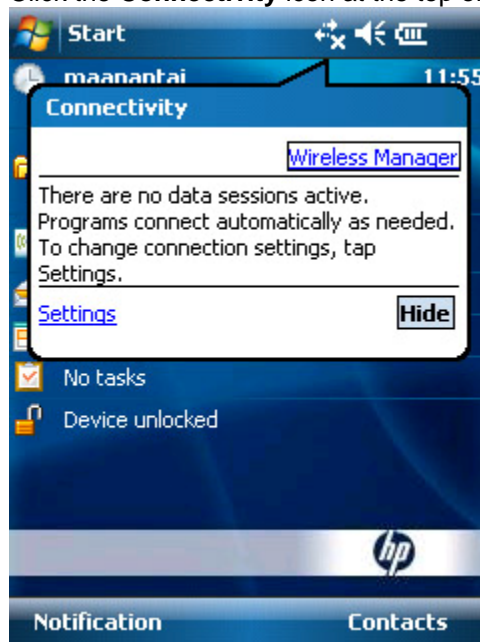 Start
maanantai 11:55
Connectivity
Wireless Manager
There are no data sessions active.
Programs connect automatically as needed.
To change connection settings, tap
Settings.
Settings Hide
No tasks
Device unlocked
hp
Notification Contacts